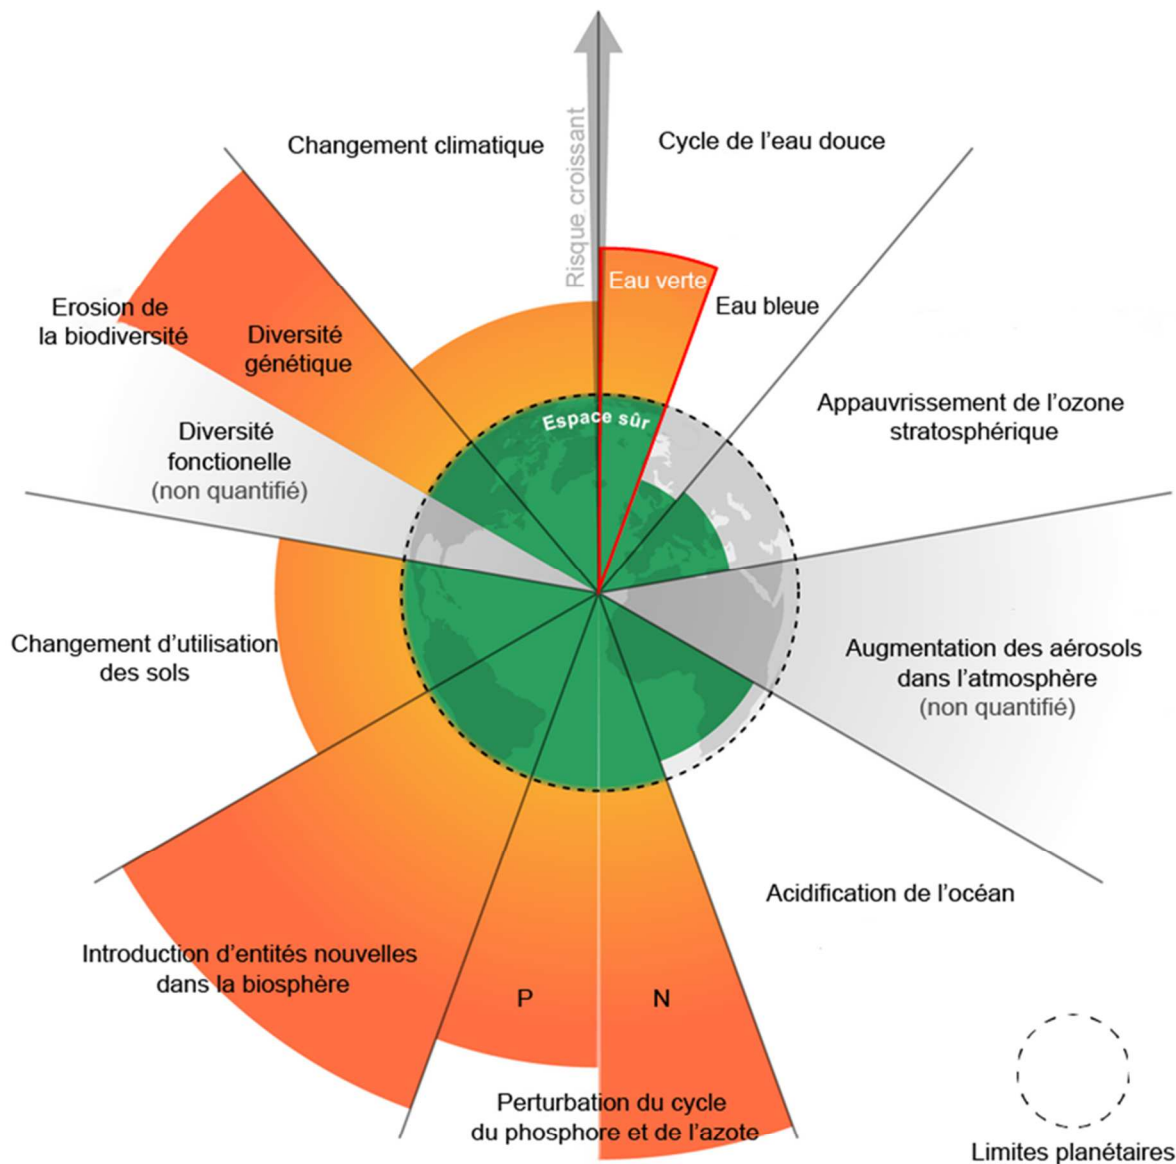 Changement climatique
Risque croissant
Cycle de l’eau douce
Eau verte
Eau bleue
Erosion de
la biodiversité
Diversité
génétique
Espace sûr
Appauvrissement de l’ozone
stratosphérique
Diversité
fonctionelle
(non quantifié)
Changement d’utilisation
des sols
Augmentation des aérosols
dans l’atmosphère
(non quantifié)
Acidification de l’océan
Introduction d’entités nouvelles
dans la biosphère
P
N
Perturbation du cycle
du phosphore et de l’azote
Limites planétaires